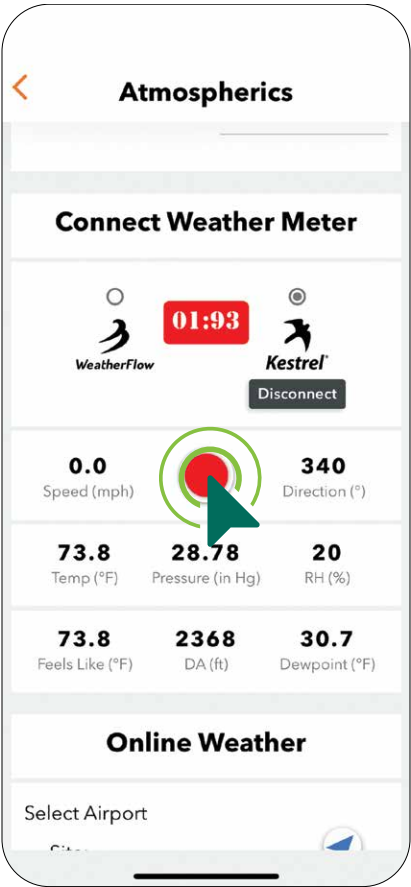 Atmospherics
Connect Weather Meter
01:93
WeatherFlow
Kestrel
Disconnect
0.0
340
Speed (mph)
Direction (°)
73.8
28.78
20
Temp (°F)
Pressure (in Hg)
RH (%)
73.8
2368
30.7
Feels Like (°F)
DA (ft)
Dewpoint (°F)
Online Weather
Select Airport